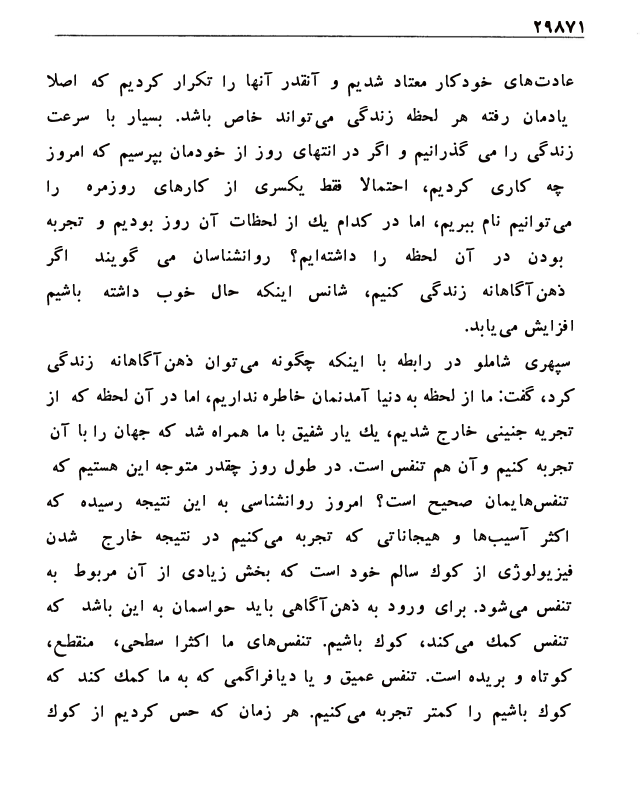 ۲۹۸۷۱
عادت‌های خودکار معتاد شدیم و آنقدر آنها را تکرار کردیم که اصلا
یادمان رفته هر لحظه زندگی می‌تواند خاص باشد. بسیار با سرعت
زندگی را می گذرانیم و اگر در انتهای روز از خودمان بپرسیم که امروز
چه کاری کردیم، احتمالا فقط یکسری از کارهای روزمره را
می‌توانیم نام ببریم، اما در کدام یك از لحظات آن روز بودیم و تجربه
بودن در آن لحظه را داشته‌ایم؟ روانشناسان می گویند اگر
ذهن‌آگاهانه زندگی کنیم، شانس اینکه حال خوب داشته باشیم
افزایش می‌یابد.
سپهری شاملو در رابطه با اینکه چگونه می‌توان ذهن‌آگاهانه زندگی
کرد، گفت: ما از لحظه به دنیا آمدنمان خاطره نداریم، اما در آن لحظه که از
تجربه جنینی خارج شدیم، یك یار شفیق با ما همراه شد که جهان را با آن
تجربه کنیم و آن هم تنفس است. در طول روز چقدر متوجه این هستیم که
تنفس‌هایمان صحیح است؟ امروز روانشناسی به این نتیجه رسیده که
اکثر آسیب‌ها و هیجاناتی که تجربه می‌کنیم در نتیجه خارج شدن
فیزیولوژی از کوك سالم خود است که بخش زیادی از آن مربوط به
تنفس می‌شود. برای ورود به ذهن‌آگاهی باید حواسمان به این باشد که
تنفس کمك می‌کند، کوك باشیم. تنفس‌های ما اکثرا سطحی، منقطع،
کوتاه و بریده است. تنفس عمیق و یا دیافراگمی که به ما کمك کند که
کوك باشیم را کمتر تجربه می‌کنیم. هر زمان که حس کردیم از کوك